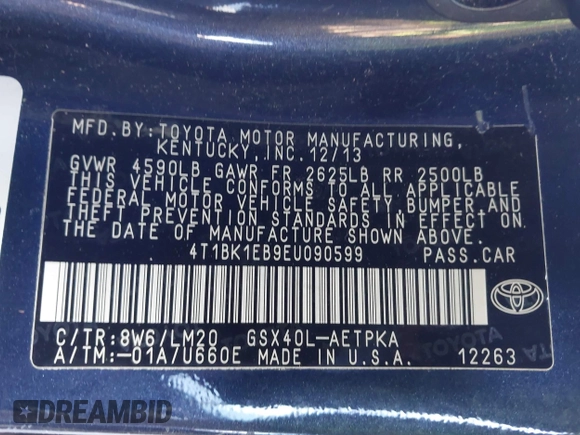 MFD.BY:TOYOTA MOTOR MANUFACTURING,
KENTUCKY, INC. 12/13
GVWR 4590LB GAWR FR 2625LB RR 2500LB
THIS VEHICLE CONFORMS TO ALL APPLICABLE
FEDERAL MOTOR VEHICLE SAFETY, BUMPER AND
THEFT PREVENTION STANDARDS IN EFFECT ON
THE DATE OF MANUFACTURE SHOWN ABOVE.
4T1BK1EB9EU090599 PASS.CAR
C/TR:8W6/LM20 GSX40L-AETPKA
A/TM:-01A/U660E MADE IN U.S.A. 12263
DREAMBID